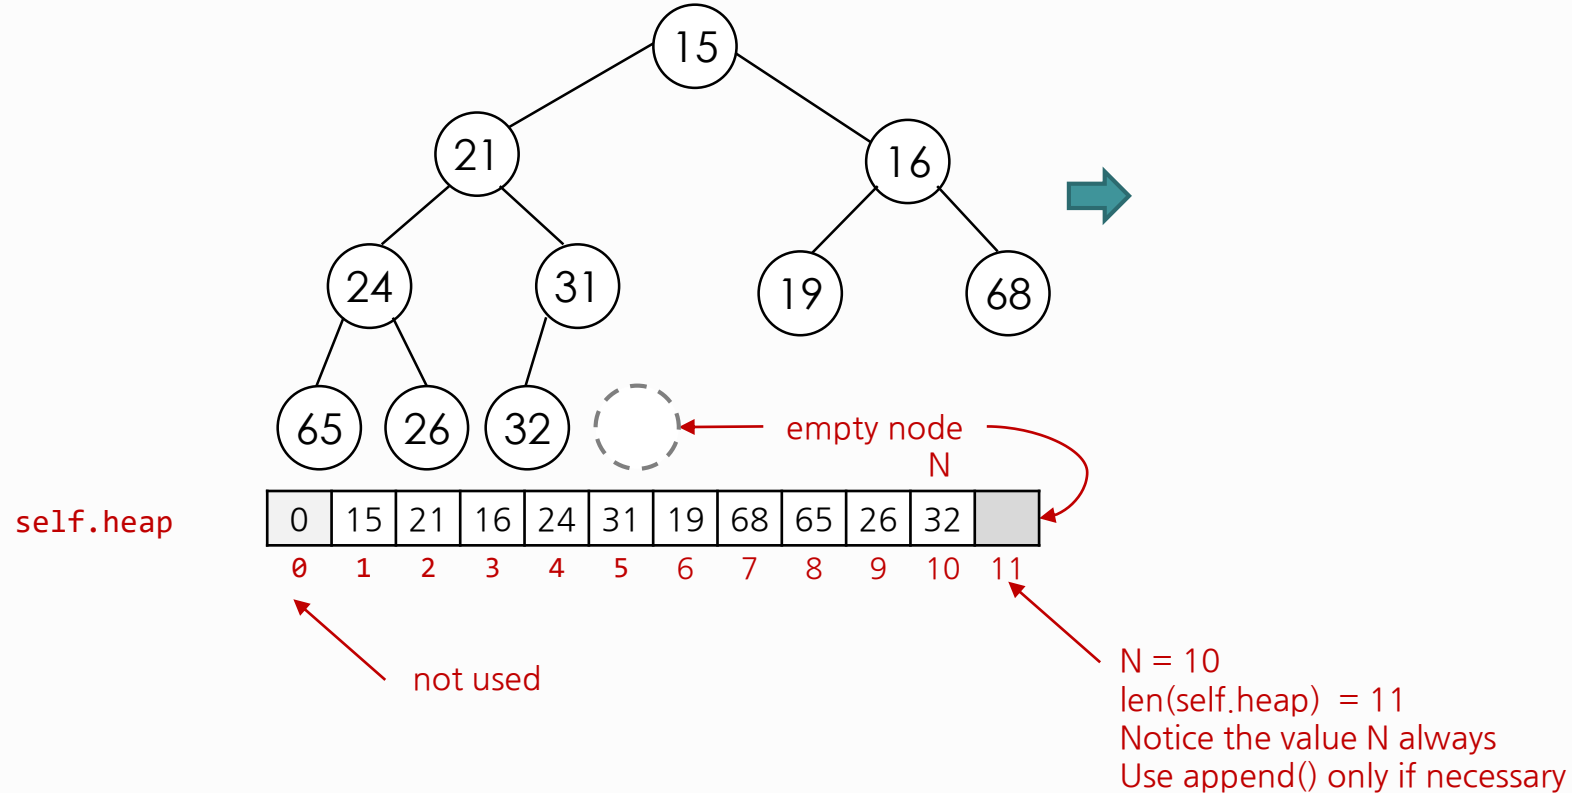 15
21
16
24
31
19
68
65
26
32
empty node
N
self.heap
0 15 21 16 24 31 19 68 65 26 32
0 1 2 3 4 5 6 7 8 9 10 11
not used
N = 10
len(self.heap) = 11
Notice the value N always
Use append() only if necessary